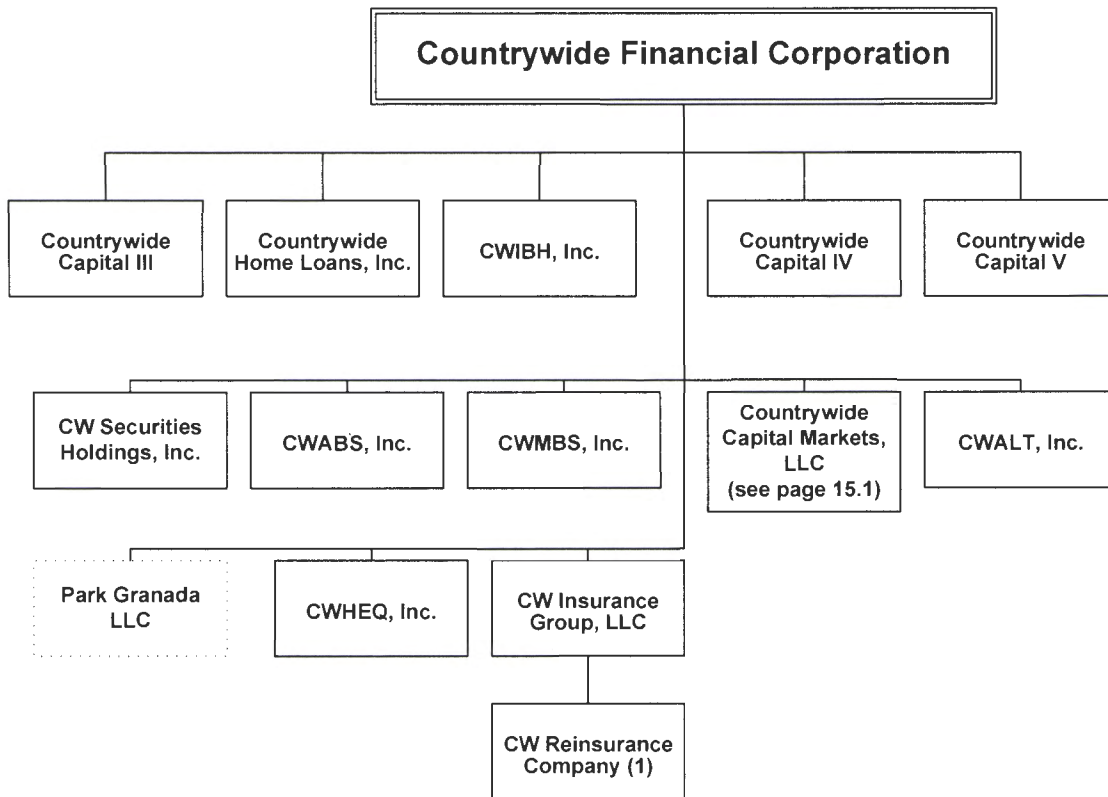 Countrywide Financial Corporation
Countrywide
Capital III
Countrywide
Home Loans, Inc.
CWIBH, Inc.
Countrywide
Capital IV
Countrywide
Capital V
CW Securities
Holdings, Inc.
CWABS, Inc.
CWMBS, Inc.
Countrywide
Capital Markets,
LLC
(see page 15.1)
CWALT, Inc.
Park Granada
LLC
CWHEQ, Inc.
CW Insurance
Group, LLC
CW Reinsurance
Company (1)